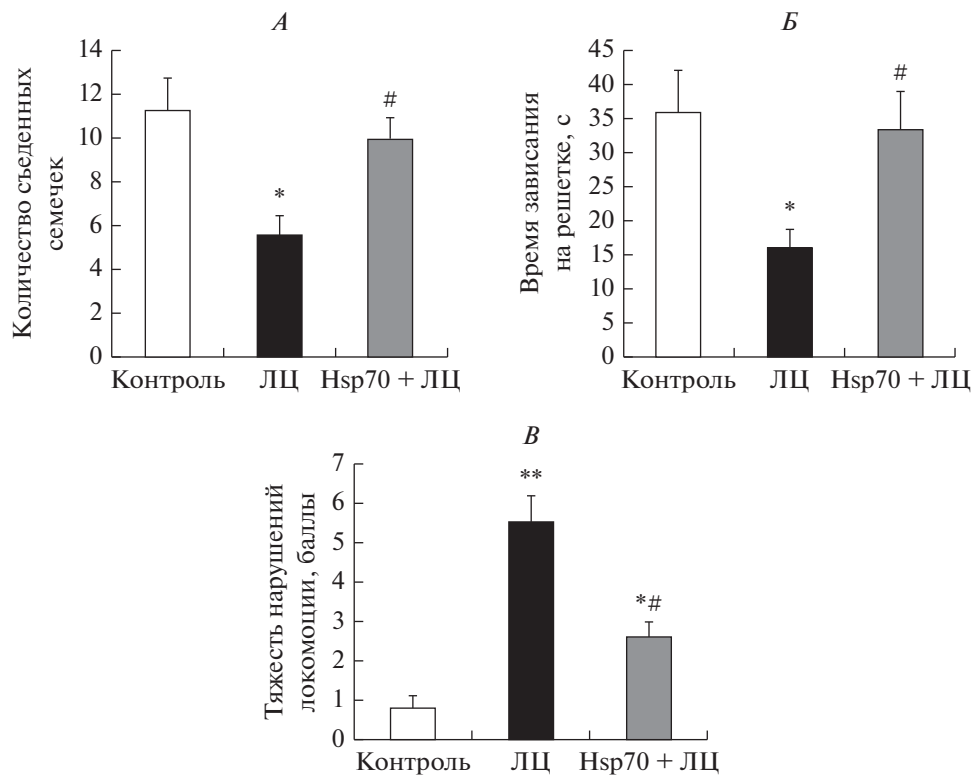 А
Количество съеденных
семечек
14
12
10
8
6
4
2
0
*
#
Контроль ЛЦ Hsp70 + ЛЦ
Б
Время зависания
на решетке, с
45
40
35
30
25
20
15
10
5
0
*
#
Контроль ЛЦ Hsp70 + ЛЦ
В
Тяжесть нарушений
локомоции, баллы
7
6
5
4
3
2
1
0
**
*#
Контроль ЛЦ Hsp70 + ЛЦ